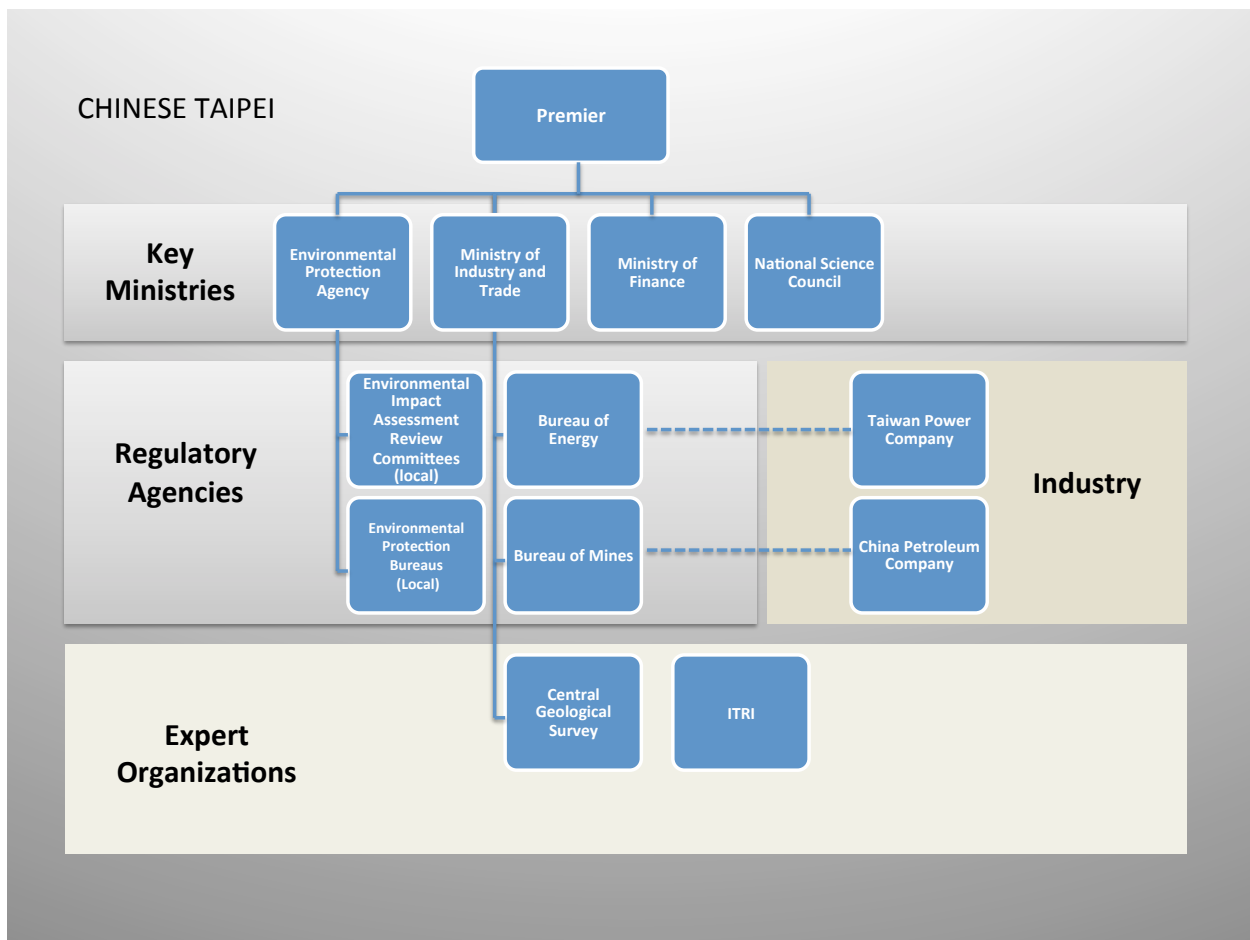 CHINESE TAIPEI
Premier
Key
Ministries
Environmental
Protection
Agency
Ministry of
Industry and
Trade
Ministry of
Finance
National Science
Council
Regulatory
Agencies
Environmental
Impact
Assessment
Review
Committees
(local)
Bureau of
Energy
Taiwan Power
Company
Industry
Environmental
Protection
Bureaus
(Local)
Bureau of Mines
China Petroleum
Company
Expert
Organizations
Central
Geological
Survey
ITRI